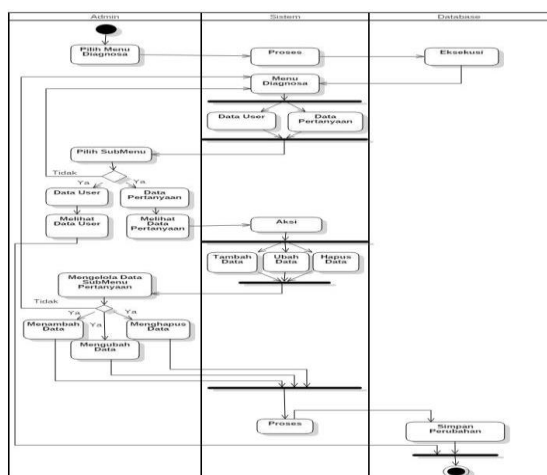 Admin
Sistem
Database
Pilih Menu
Diagnosa
Proses
Eksekusi
Menu
Diagnosa
Data User
Data
Pertanyaan
Pilih SubMenu
Tidak
Ya
Ya
Data User
Data
Pertanyaan
Melihat
Data User
Melihat Data
Pertanyaan
Aksi
Tambah
Data
Ubah
Data
Hapus
Data
Mengelola Data
SubMenu
Pertanyaan
Tidak
Ya
Ya
Ya
Menambah
Data
Mengubah
Data
Menghapus
Data
Proses
Simpan
Perubahan